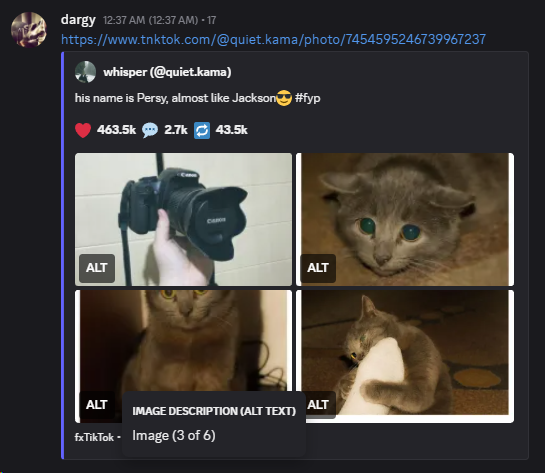 dargy 12:37 AM (12:37 AM) • 17
https://www.tnktok.com/@quiet.kama/photo/7454595246739967237
whisper (@quiet.kama)
his name is Persy, almost like Jackson😎 #fyp
❤️ 463.5k 💬 2.7k 🔁 43.5k
Canon
Canon
ALT
ALT
ALT
ALT
IMAGE DESCRIPTION (ALT TEXT)
Image (3 of 6)
fxTikTok •